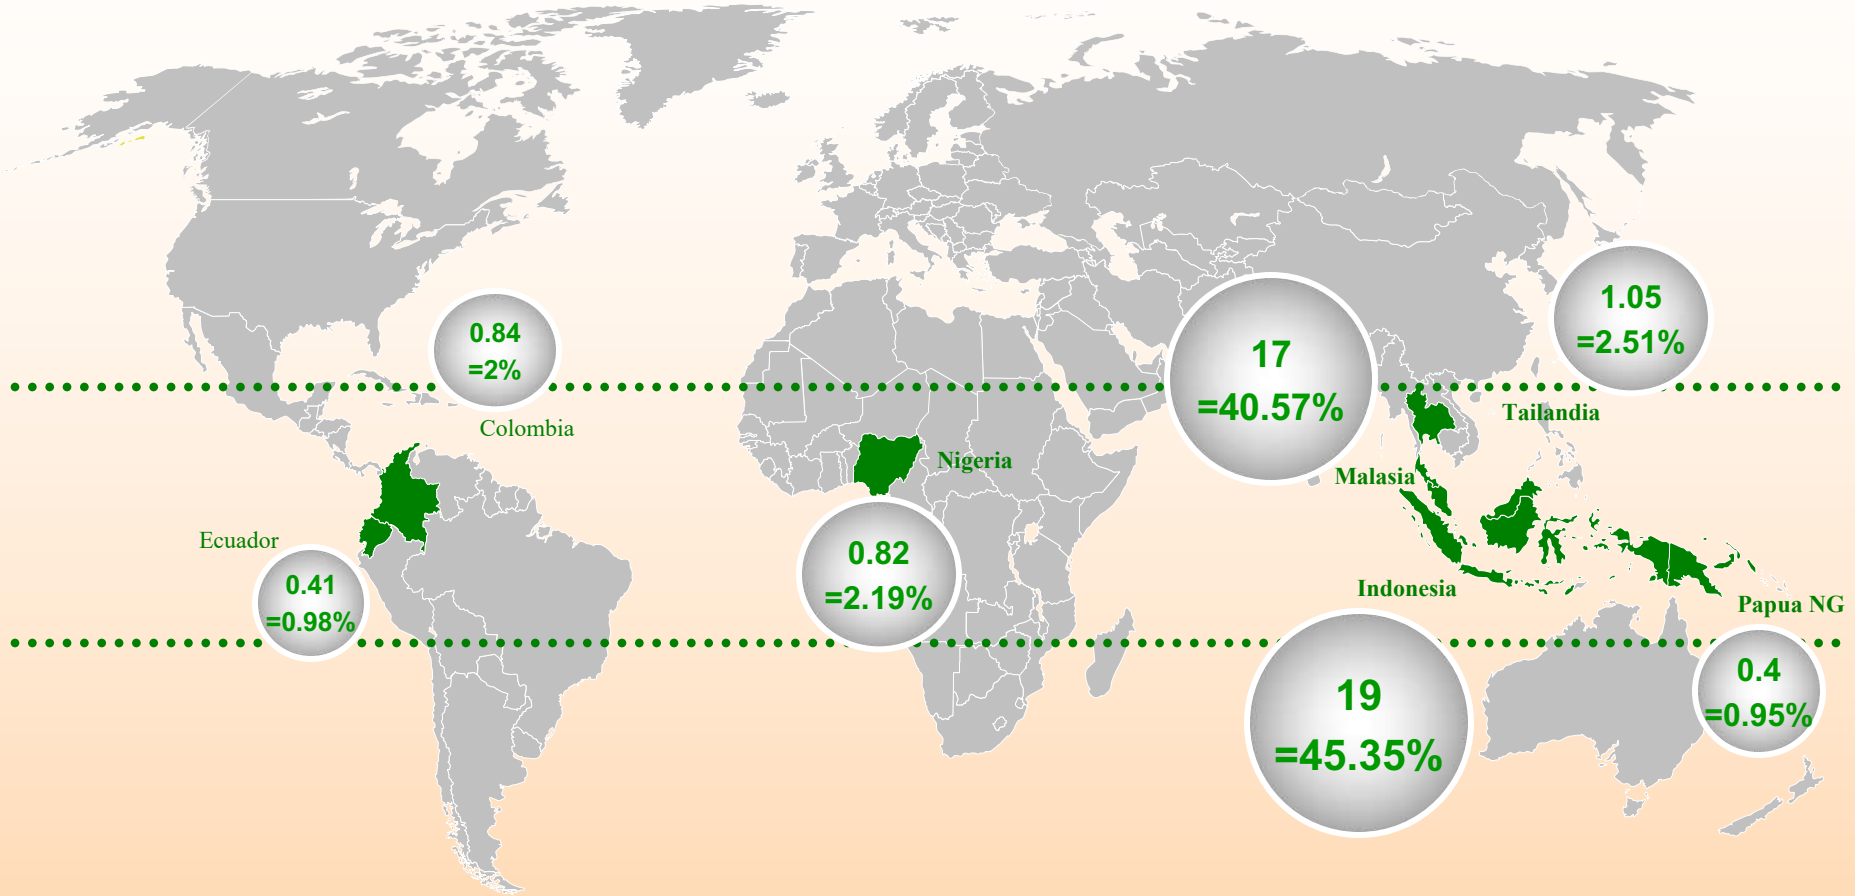 0.84
=2%
Colombia
Ecuador
0.41
=0.98%
Nigeria
0.82
=2.19%
17
=40.57%
1.05
=2.51%
Tailandia
Malasia
Indonesia
19
=45.35%
Papua NG
0.4
=0.95%